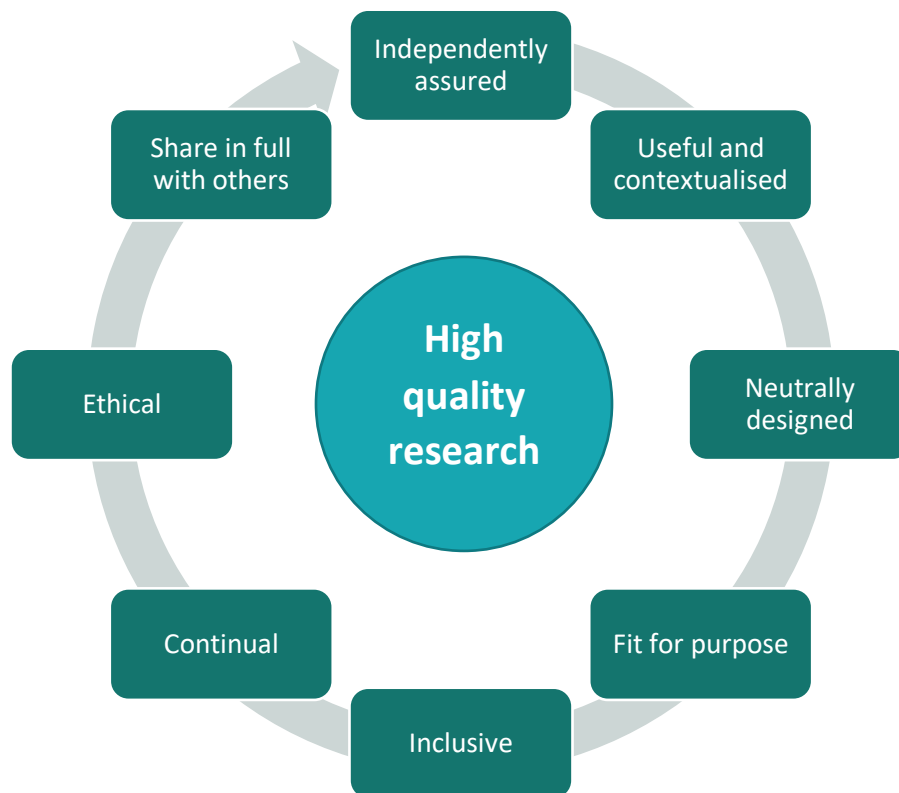 Independently
assured
Useful and
contextualised
Neutrally
designed
Fit for purpose
Inclusive
Continual
Ethical
Share in full
with others
High
quality
research